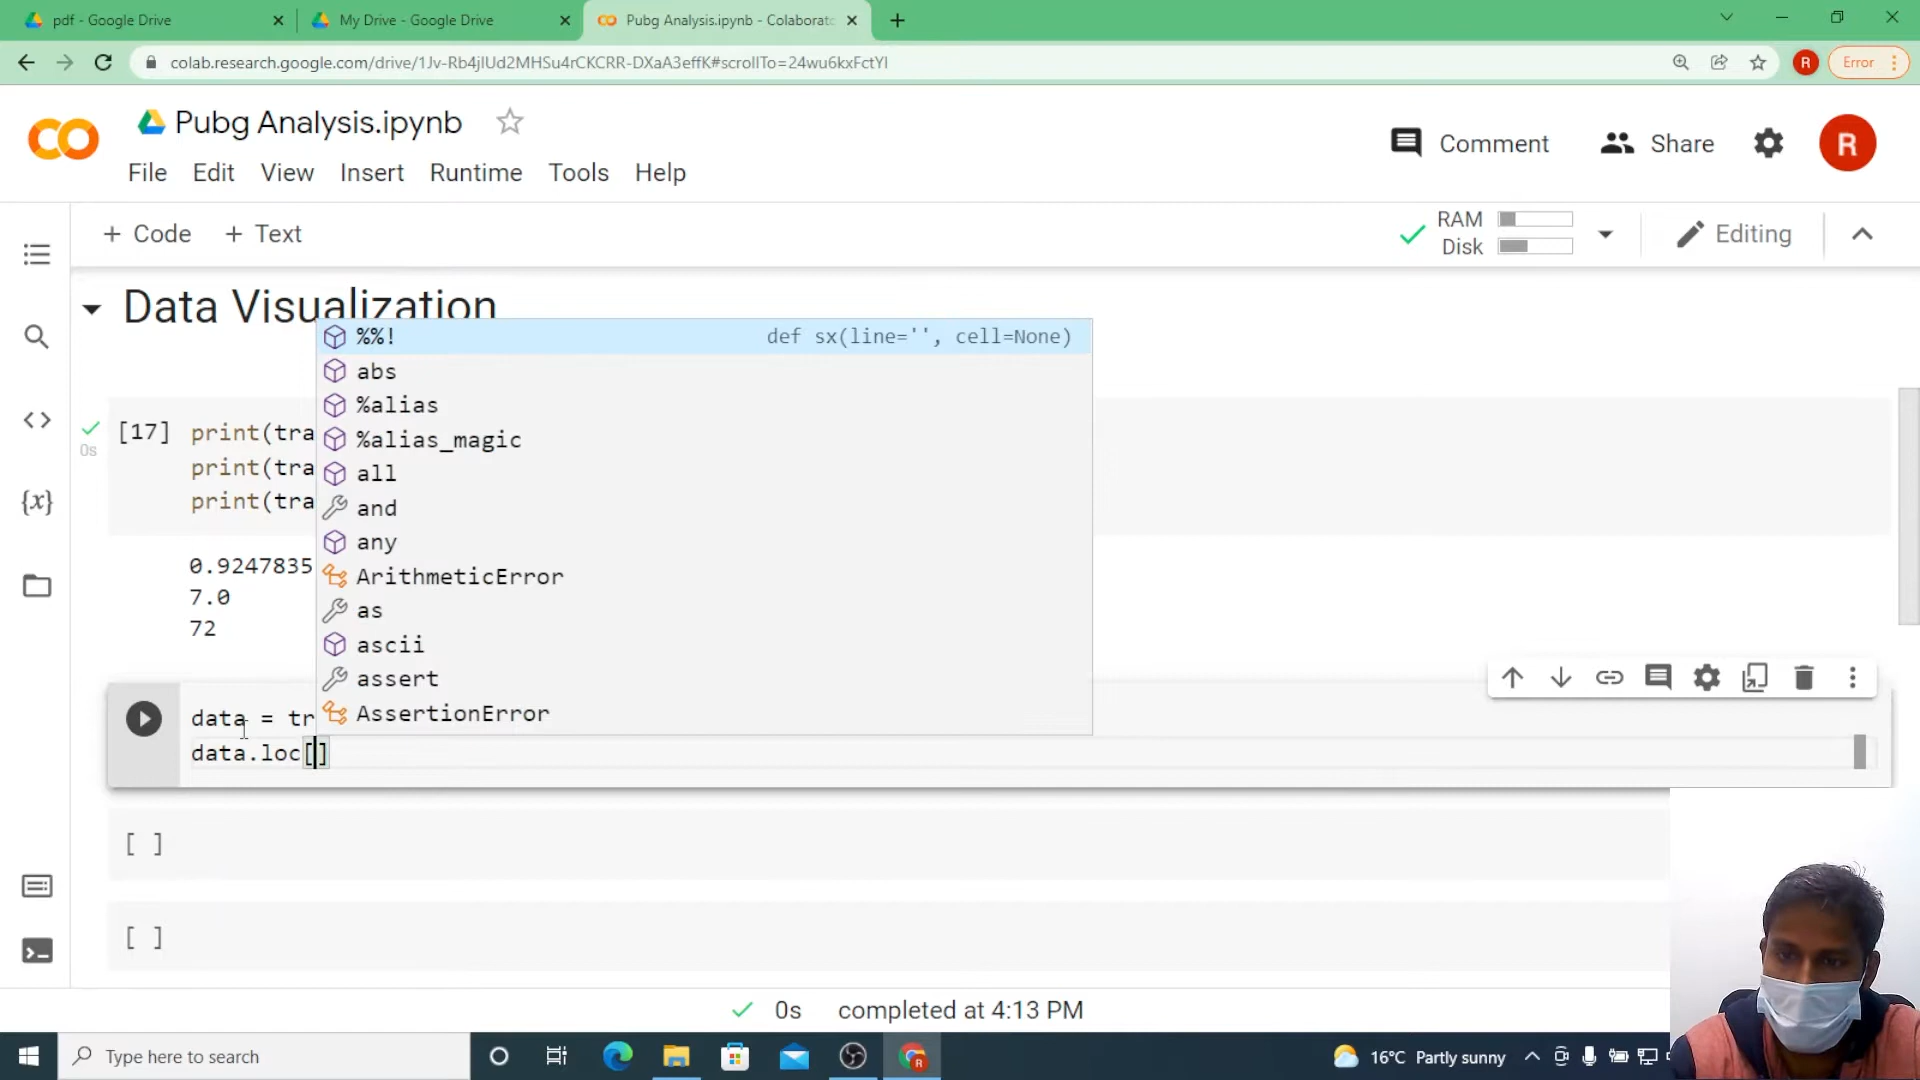 pdf - Google Drive
My Drive - Google Drive
Pubg Analysis.ipynb - Colaborato
colab.research.google.com/drive/1Jv-Rb4jlUd2MHSu4rCKCRR-DXaA3effK#scrollTo=24wu6kxFctYl
R
Error
Pubg Analysis.ipynb
Comment
Share
R
File Edit View Insert Runtime Tools Help
+ Code + Text
RAM
Disk
Editing
Data Visualization
%%! def sx(line='', cell=None)
abs
%alias
%alias_magic
all
and
any
ArithmeticError
as
ascii
assert
AssertionError
0s
[17]
print(tra
print(tra
print(tra
0.9247835
7.0
72
data = tr
data.loc[]
[ ]
[ ]
{x}
0s completed at 4:13 PM
Type here to search
16°C Partly sunny